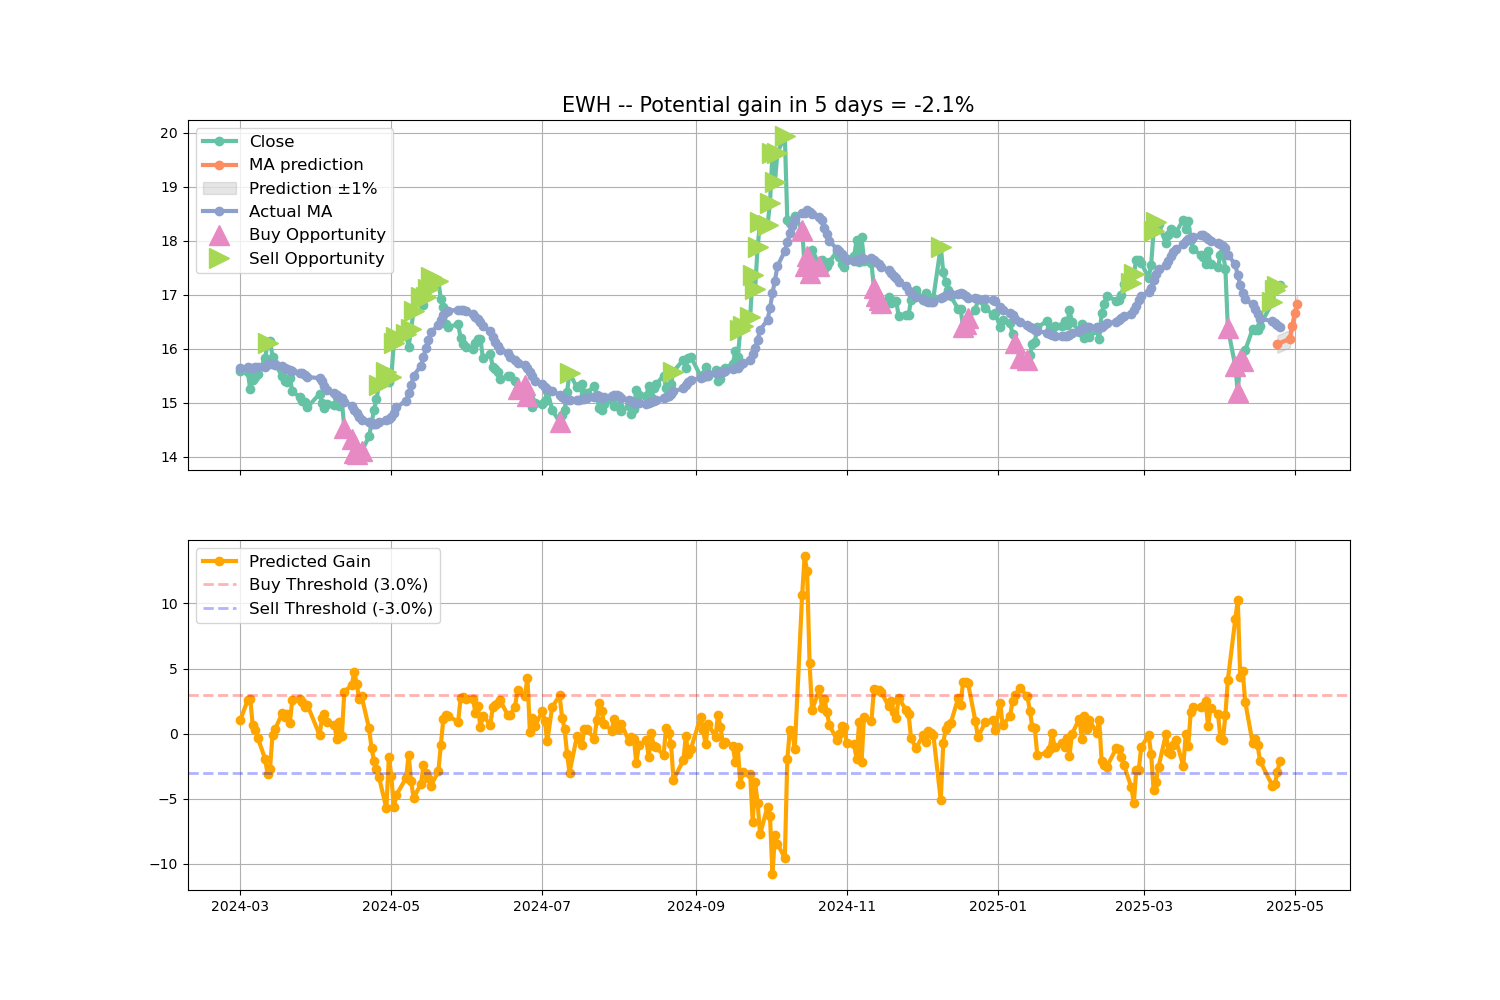 EWH -- Potential gain in 5 days = -2.1%
20
19
18
17
16
15
14
Close
MA prediction
Prediction ±1%
Actual MA
Buy Opportunity
Sell Opportunity
10
5
0
−5
−10
Predicted Gain
Buy Threshold (3.0%)
Sell Threshold (-3.0%)
2024-03
2024-05
2024-07
2024-09
2024-11
2025-01
2025-03
2025-05